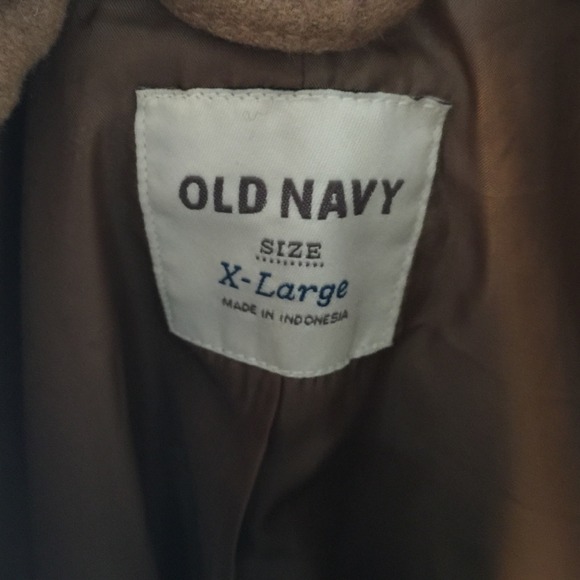 OLD NAVY
SIZE
X-Large
MADE IN INDONESIA